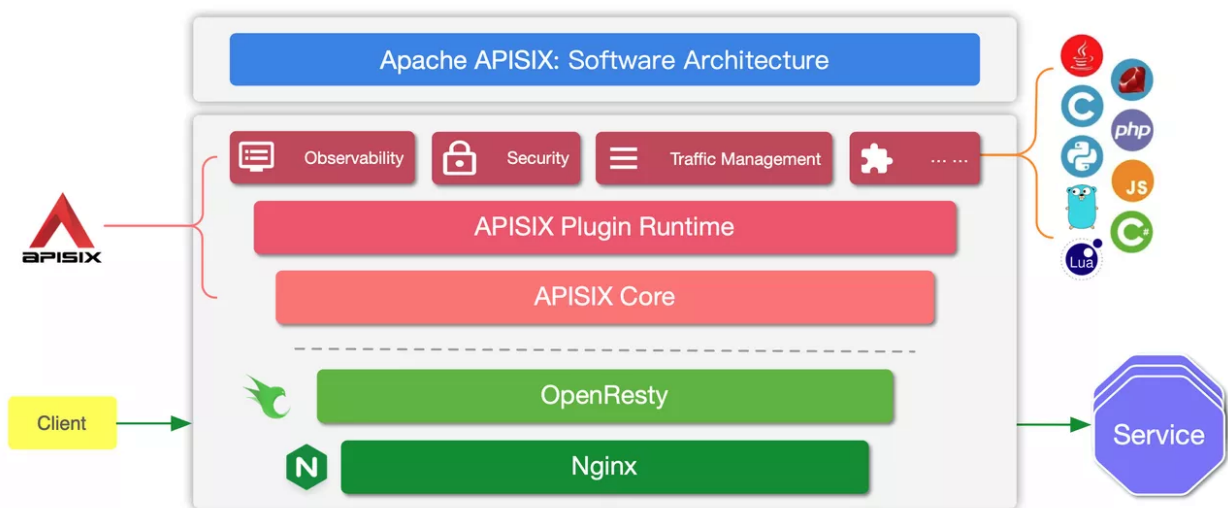 Apache APISIX: Software Architecture
Observability
Security
Traffic Management
... ...
php
JS
C
C#
Lua
APISIX
APISIX Plugin Runtime
APISIX Core
OpenResty
Client
N
Nginx
Service